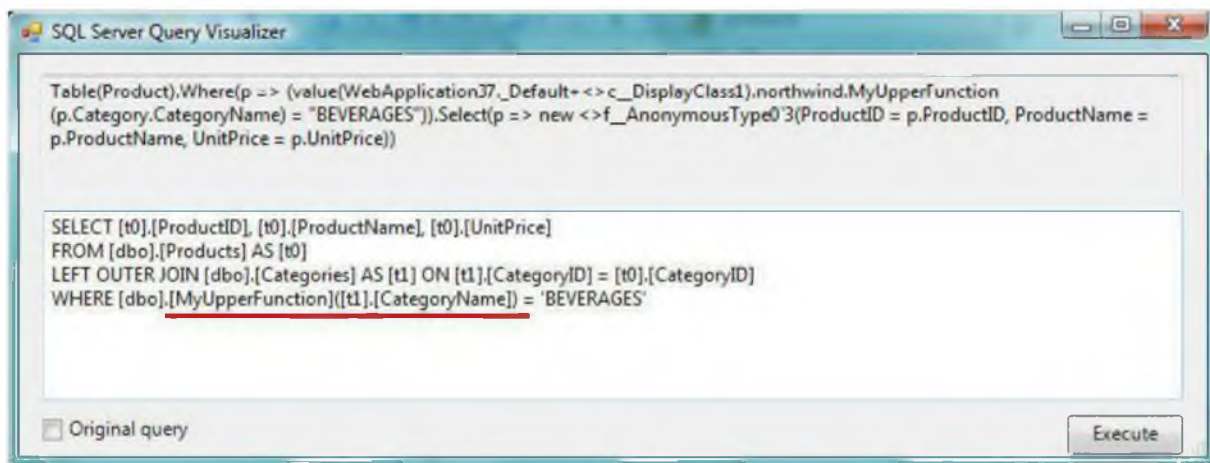 SQL Server Query Visualizer
Table(Product).Where(p => (value(WebApplication37._Default+<>c__DisplayClass1).northwind.MyUpperFunction
(p.Category.CategoryName) = "BEVERAGES")).Select(p => new <>f__AnonymousType0`3(ProductID = p.ProductID, ProductName =
p.ProductName, UnitPrice = p.UnitPrice))
SELECT [t0].[ProductID], [t0].[ProductName], [t0].[UnitPrice]
FROM [dbo].[Products] AS [t0]
LEFT OUTER JOIN [dbo].[Categories] AS [t1] ON [t1].[CategoryID] = [t0].[CategoryID]
WHERE [dbo].[MyUpperFunction]([t1].[CategoryName]) = 'BEVERAGES'
Original query
Execute